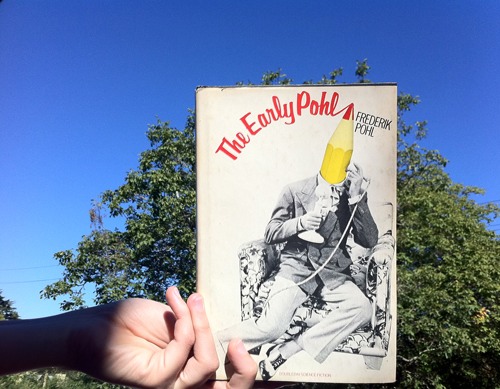 The Early Pohl
FREDERIK
POHL